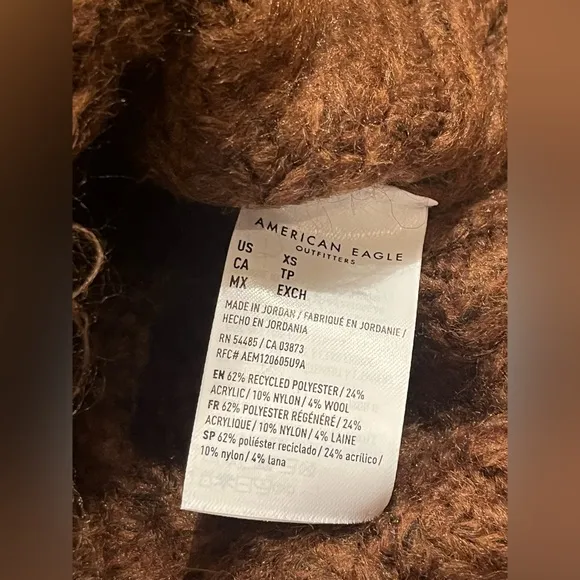 AMERICAN EAGLE
OUTFITTERS
US XS
CA TP
MX EXCH
MADE IN JORDAN / FABRIQUÉ EN JORDANIE /
HECHO EN JORDANIA
RN 54485 / CA 03873
RFC# AEM120605U9A
EN 62% RECYCLED POLYESTER / 24%
ACRYLIC / 10% NYLON / 4% WOOL
FR 62% POLYESTER RÉGÉNÉRÉ / 24%
ACRYLIQUE / 10% NYLON / 4% LAINE
SP 62% poliéster reciclado / 24% acrílico /
10% nylon / 4% lana